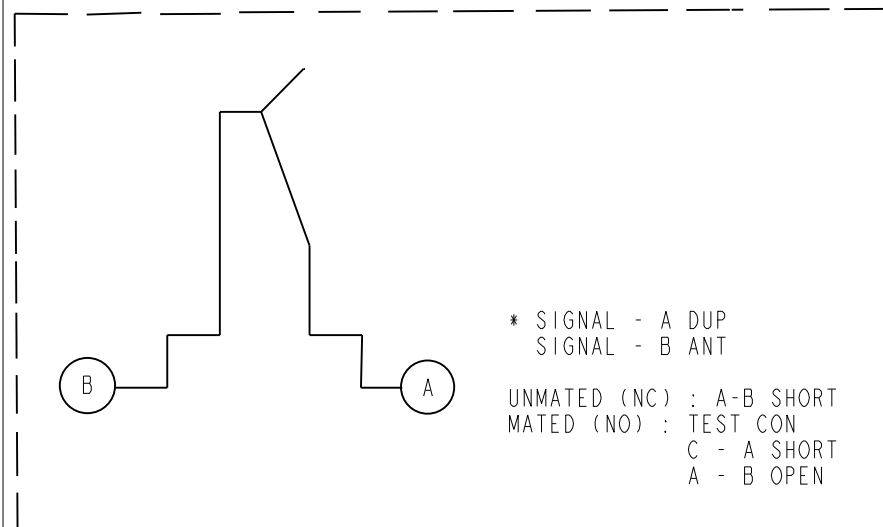 B
A
* SIGNAL - A DUP
SIGNAL - B ANT
UNMATED (NC) : A-B SHORT
MATED (NO) : TEST CON
C - A SHORT
A - B OPEN